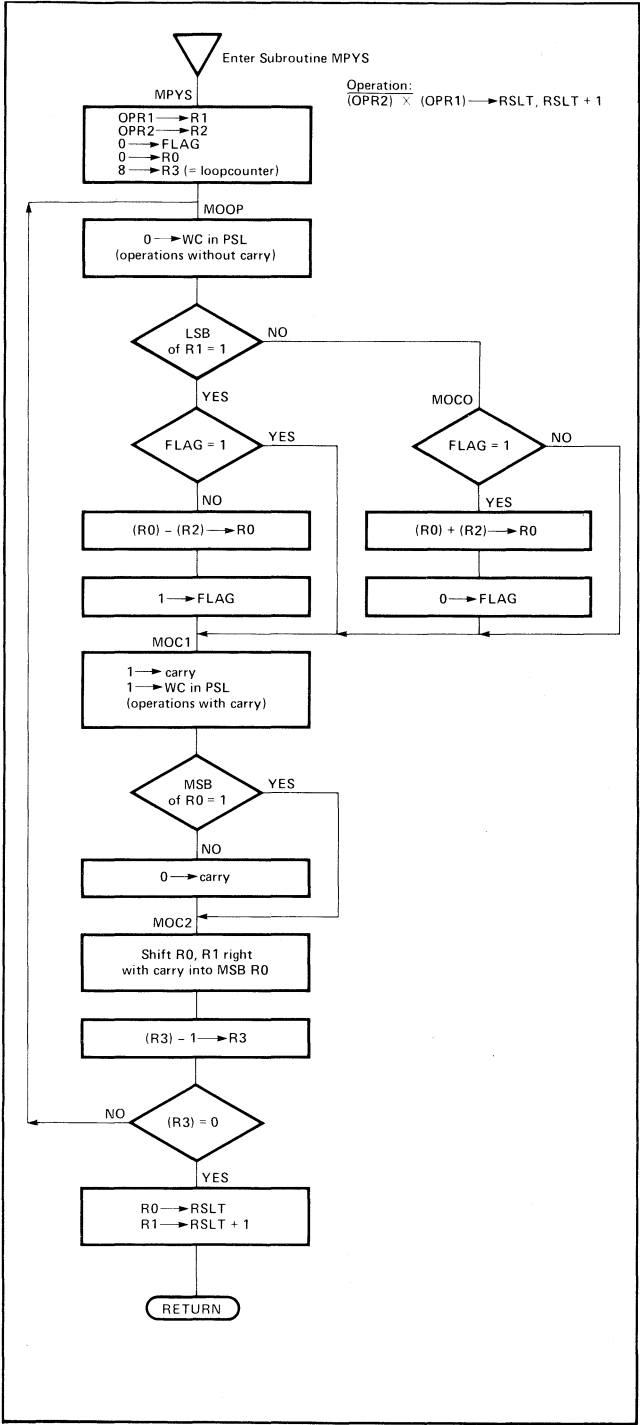 Enter Subroutine MPYS
Operation:
(OPR2) × (OPR1)→RSLT, RSLT + 1
MPYS
OPR1→R1
OPR2→R2
0→FLAG
0→R0
8→R3 (= loopcounter)
MOOP
0→WC in PSL
(operations without carry)
LSB
of R1 = 1
NO
YES
MOCO
FLAG = 1
YES
FLAG = 1
NO
NO
YES
(R0) – (R2)→R0
(R0) + (R2)→R0
1→FLAG
0→FLAG
MOC1
1→carry
1→WC in PSL
(operations with carry)
MSB
of R0 = 1
YES
NO
0→carry
MOC2
Shift R0, R1 right
with carry into MSB R0
(R3) – 1→R3
NO
(R3) = 0
YES
R0→RSLT
R1→RSLT + 1
RETURN